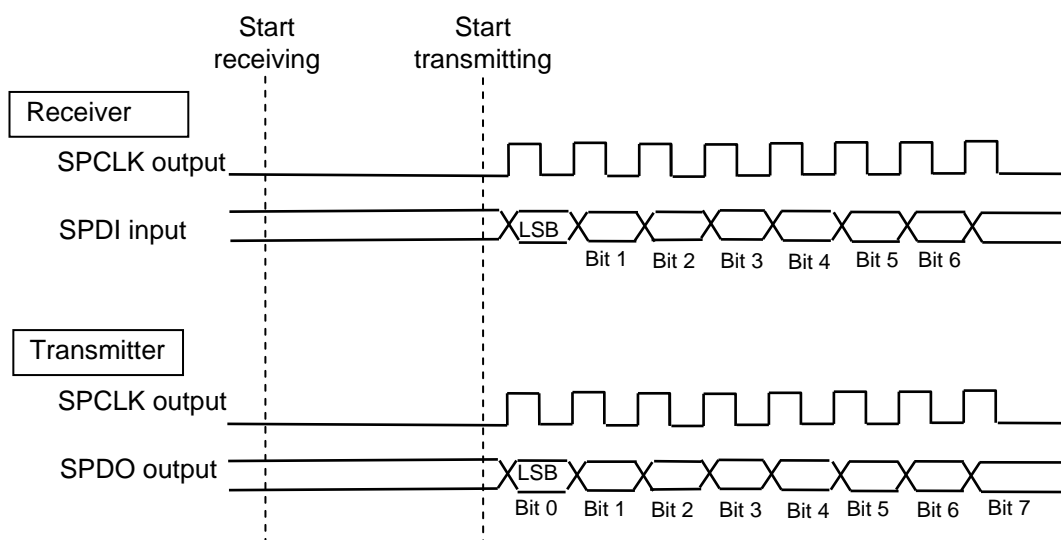 Start receiving
Start transmitting
Receiver
SPCLK output
SPDI input
LSB
Bit 1 Bit 2 Bit 3 Bit 4 Bit 5 Bit 6
Transmitter
SPCLK output
SPDO output
LSB
Bit 0 Bit 1 Bit 2 Bit 3 Bit 4 Bit 5 Bit 6 Bit 7